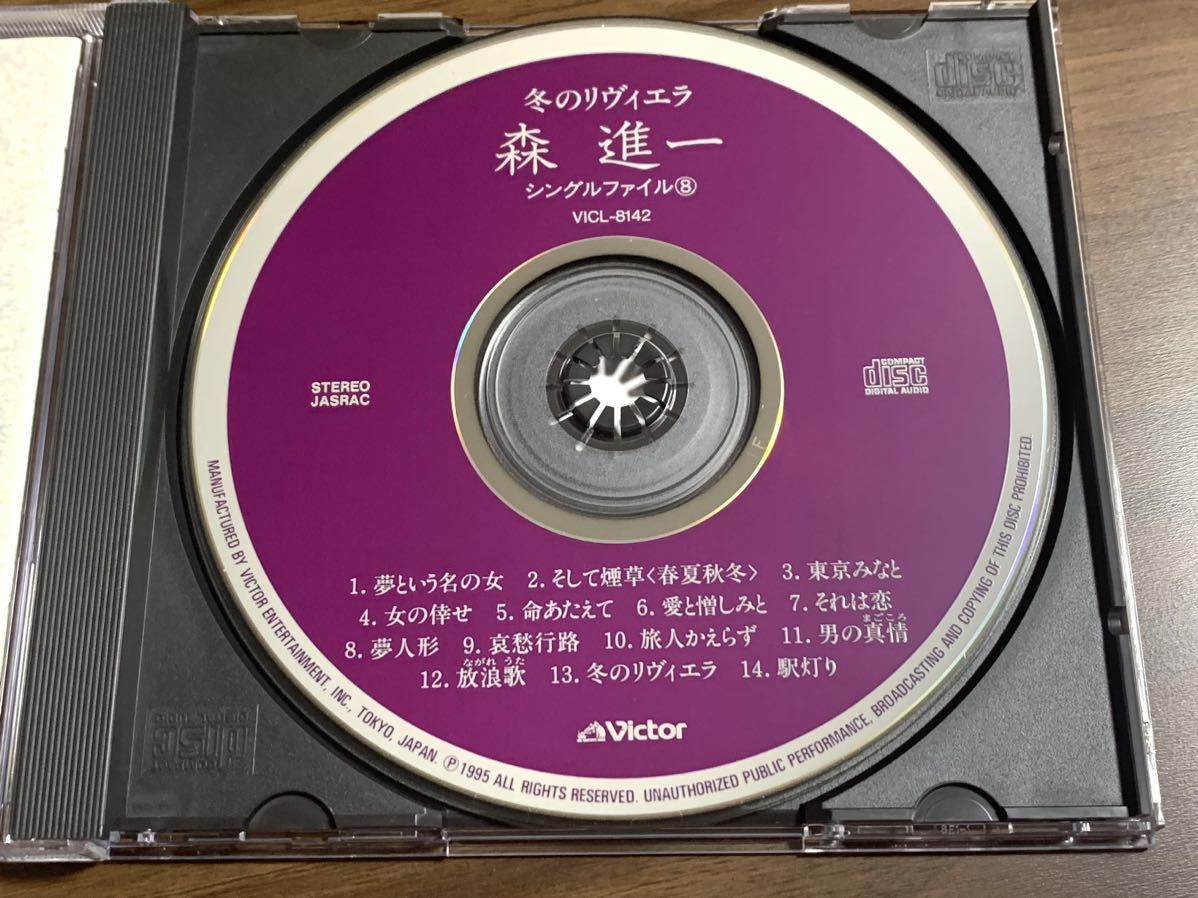 冬のリヴィエラ
森 進一
シングルファイル⑧
VICL-8142
STEREO
JASRAC
COMPACT
disc
DIGITAL AUDIO
1. 夢という名の女 2. そして煙草〈春夏秋冬〉 3. 東京みなと
4. 女の倖せ 5. 命あたえて 6. 愛と憎しみと 7. それは恋
まごころ
8. 夢人形 9. 哀愁行路 10. 旅人かえらず 11. 男の真情
ながれ うた
12. 放浪歌 13. 冬のリヴィエラ 14. 駅灯り
Victor
MANUFACTURED BY VICTOR ENTERTAINMENT, INC., TOKYO, JAPAN. Ⓟ1995 ALL RIGHTS RESERVED. UNAUTHORIZED PUBLIC PERFORMANCE, BROADCASTING AND COPYING OF THIS DISC PROHIBITED.
disc
DIGITAL AUDIO
disc